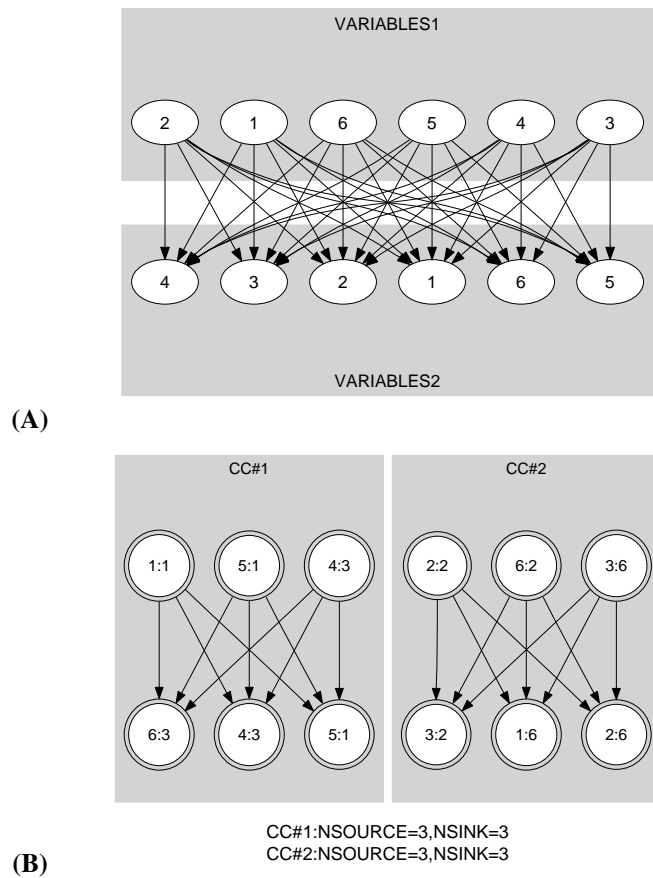 VARIABLES1
2 1 6 5 4 3
4 3 2 1 6 5
VARIABLES2
(A)
CC#1 CC#2
1:1 5:1 4:3 2:2 6:2 3:6
6:3 4:3 5:1 3:2 1:6 2:6
CC#1:NSOURCE=3,NSINK=3
CC#2:NSOURCE=3,NSINK=3
(B)